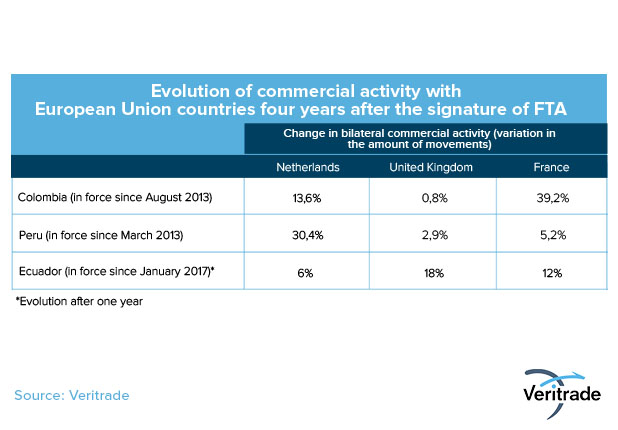 Evolution of commercial activity with
European Union countries four years after the signature of FTA
Change in bilateral commercial activity (variation in
the amount of movements)
Netherlands United Kingdom France
Colombia (in force since August 2013) 13,6% 0,8% 39,2%
Peru (in force since March 2013) 30,4% 2,9% 5,2%
Ecuador (in force since January 2017)* 6% 18% 12%
*Evolution after one year
Source: Veritrade
Veritrade